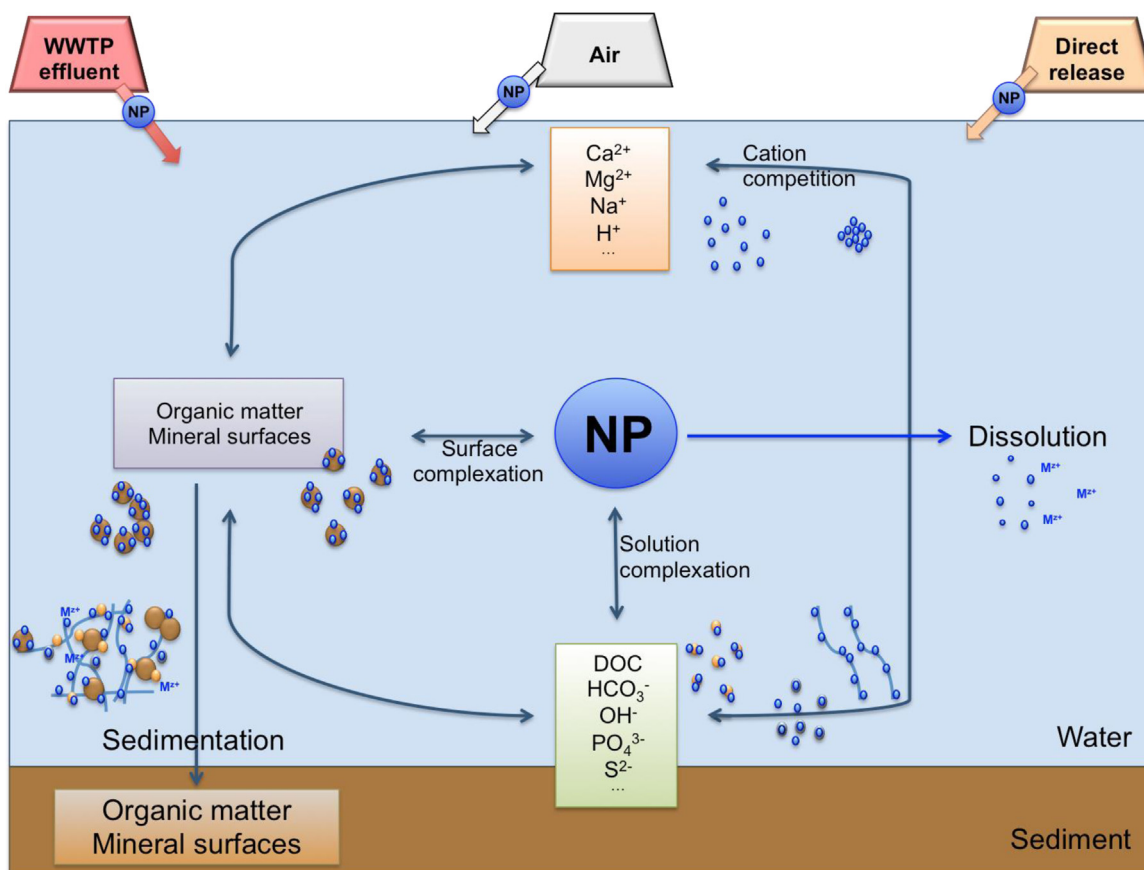 WWTP
effluent
NP
Air
NP
Direct
release
NP
Ca²⁺
Mg²⁺
Na⁺
H⁺
...
Cation
competition
Organic matter
Mineral surfaces
Surface
complexation
NP
Dissolution
Mᶻ⁺
Mᶻ⁺
Mᶻ⁺
Solution
complexation
Mᶻ⁺
Mᶻ⁺
Mᶻ⁺
DOC
HCO₃⁻
OH⁻
PO₄³⁻
S²⁻
...
Sedimentation
Water
Organic matter
Mineral surfaces
Sediment